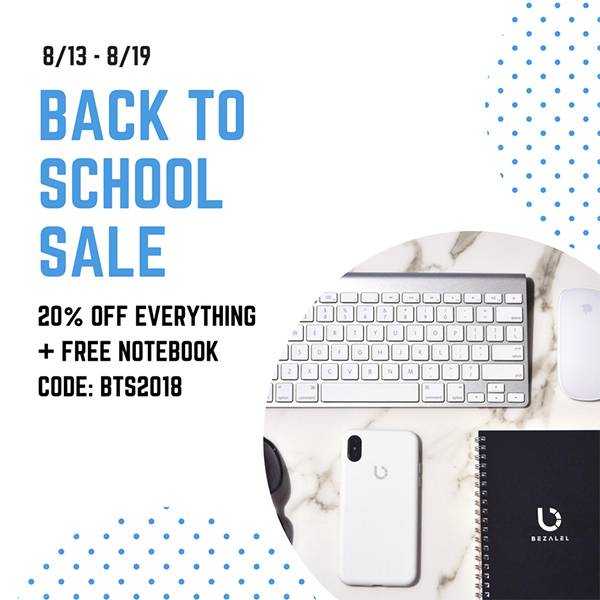 8/13 - 8/19
BACK TO
SCHOOL
SALE
20% OFF EVERYTHING
+ FREE NOTEBOOK
CODE: BTS2018
BEZALEL